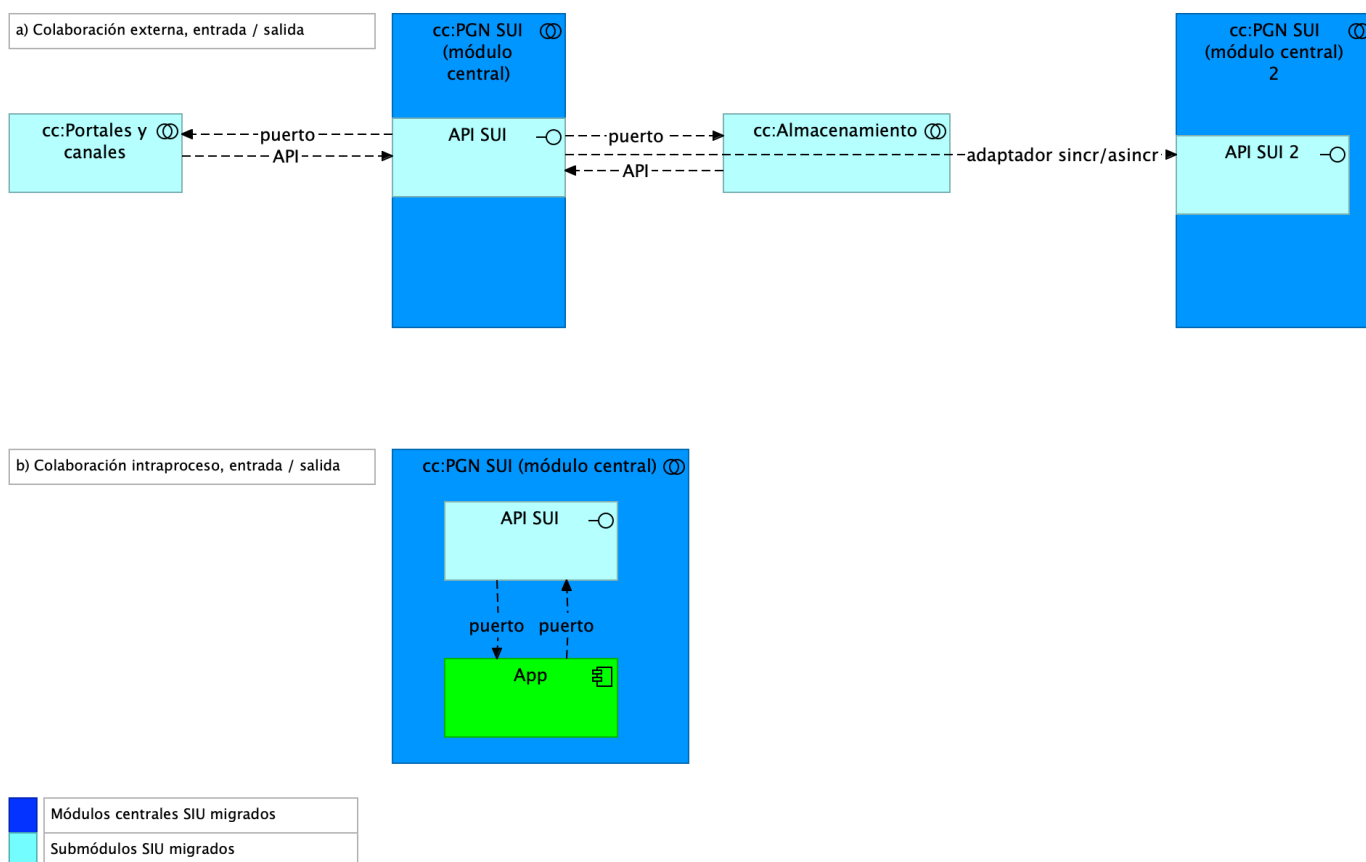 a) Colaboración externa, entrada / salida
cc:PGN SUI
(módulo
central)
cc:PGN SUI
(módulo central)
2
cc:Portales y
canales
puerto
API
API SUI
puerto
API
cc:Almacenamiento
adaptador sincr/asincr
API SUI 2
b) Colaboración intraproceso, entrada / salida
cc:PGN SUI (módulo central)
API SUI
puerto puerto
App
Módulos centrales SIU migrados
Submódulos SIU migrados